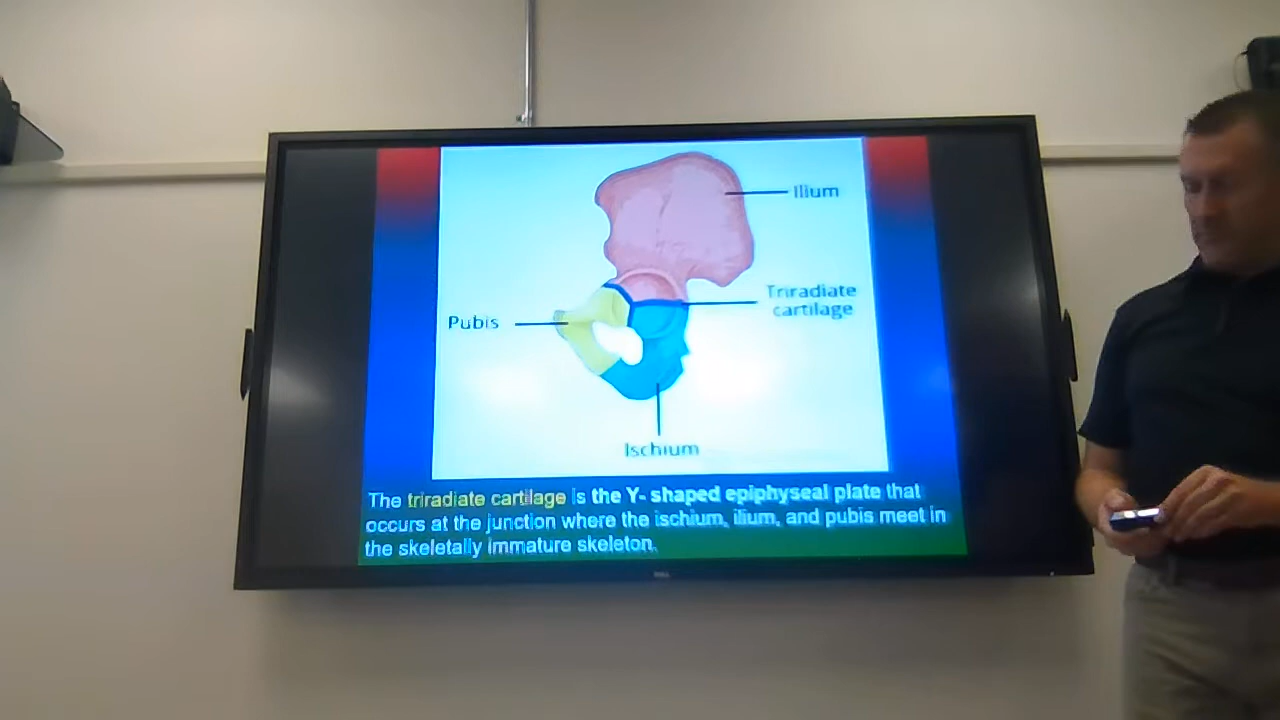 Ilium
Triradiate
cartilage
Pubis
Ischium
The triradiate cartilage is the Y- shaped epiphyseal plate that
occurs at the junction where the ischium, ilium, and pubis meet in
the skeletally immature skeleton.
DELL